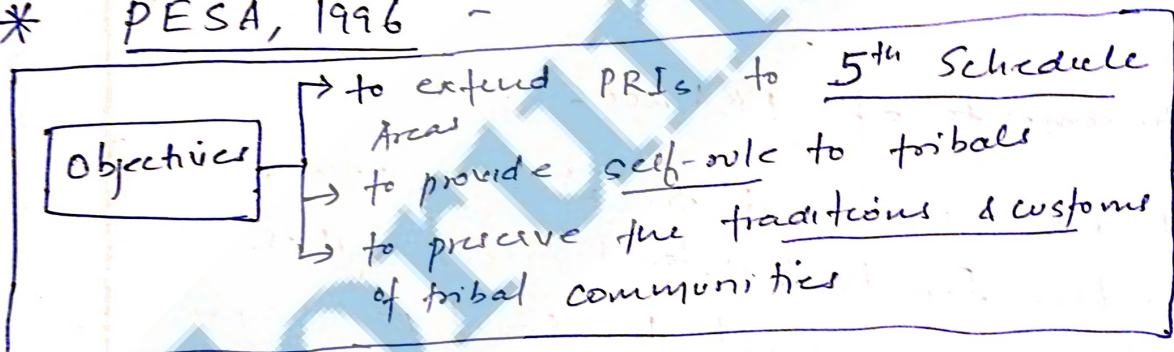 * PESA, 1996 -
Objectives
→ to extend PRIs to 5th Schedule
Areas
→ to provide self-rule to tribals
→ to preserve the traditions & customs
of tribal communities